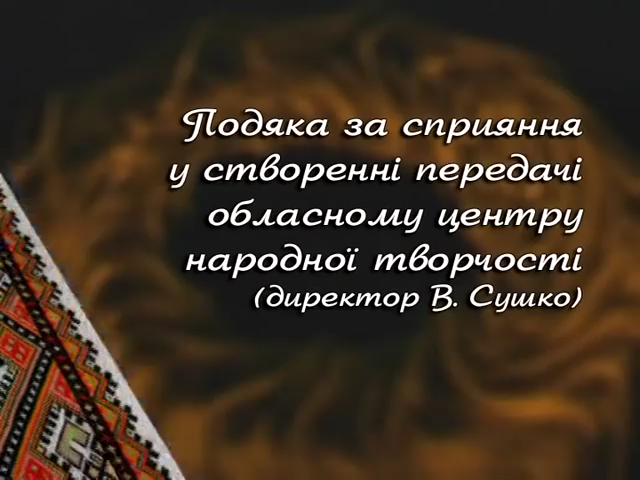 Подяка за сприяння
у створенні передачі
обласному центру
народної творчості
(директор В. Сушко)